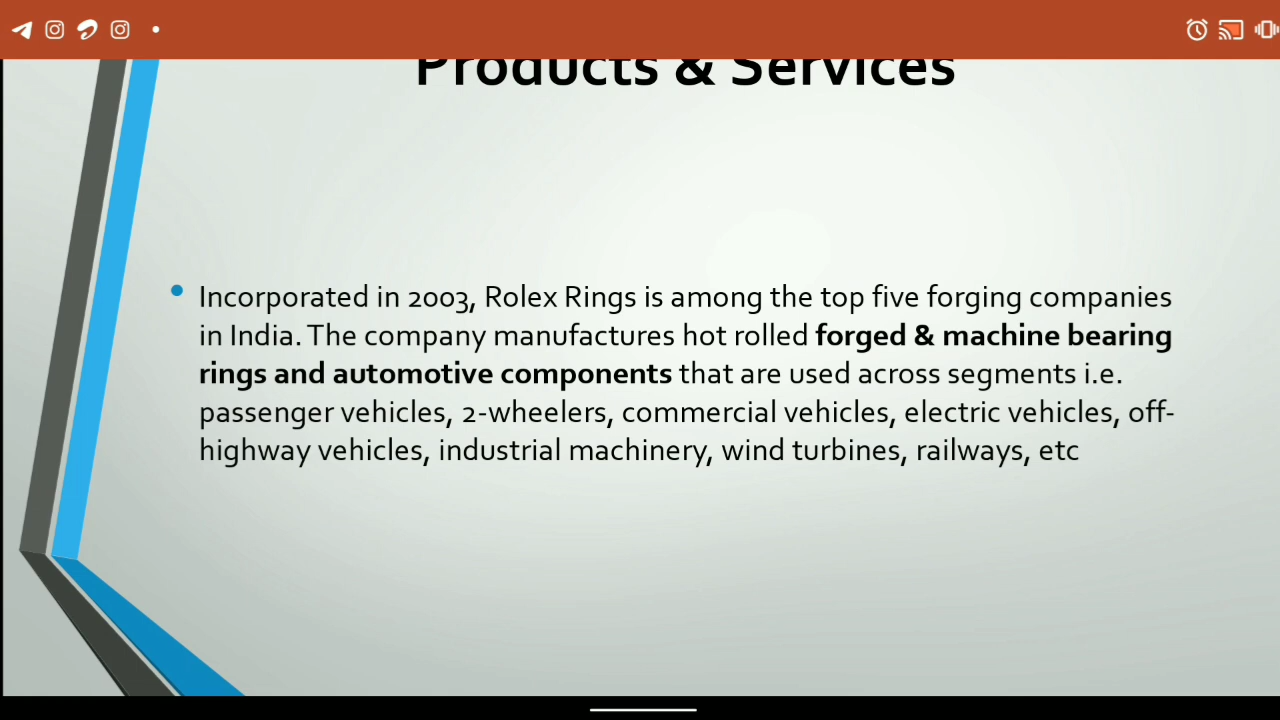 Products & Services
Incorporated in 2003, Rolex Rings is among the top five forging companies
in India. The company manufactures hot rolled forged & machine bearing
rings and automotive components that are used across segments i.e.
passenger vehicles, 2-wheelers, commercial vehicles, electric vehicles, off-
highway vehicles, industrial machinery, wind turbines, railways, etc